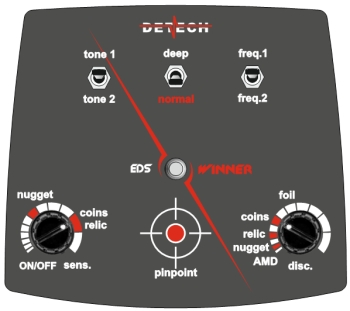 DETECH
tone 1
deep
freq.1
tone 2
normal
freq.2
EDS WINNER
nugget
coins
relic
ON/OFF sens.
pinpoint
foil
coins
relic
nugget
AMD disc.